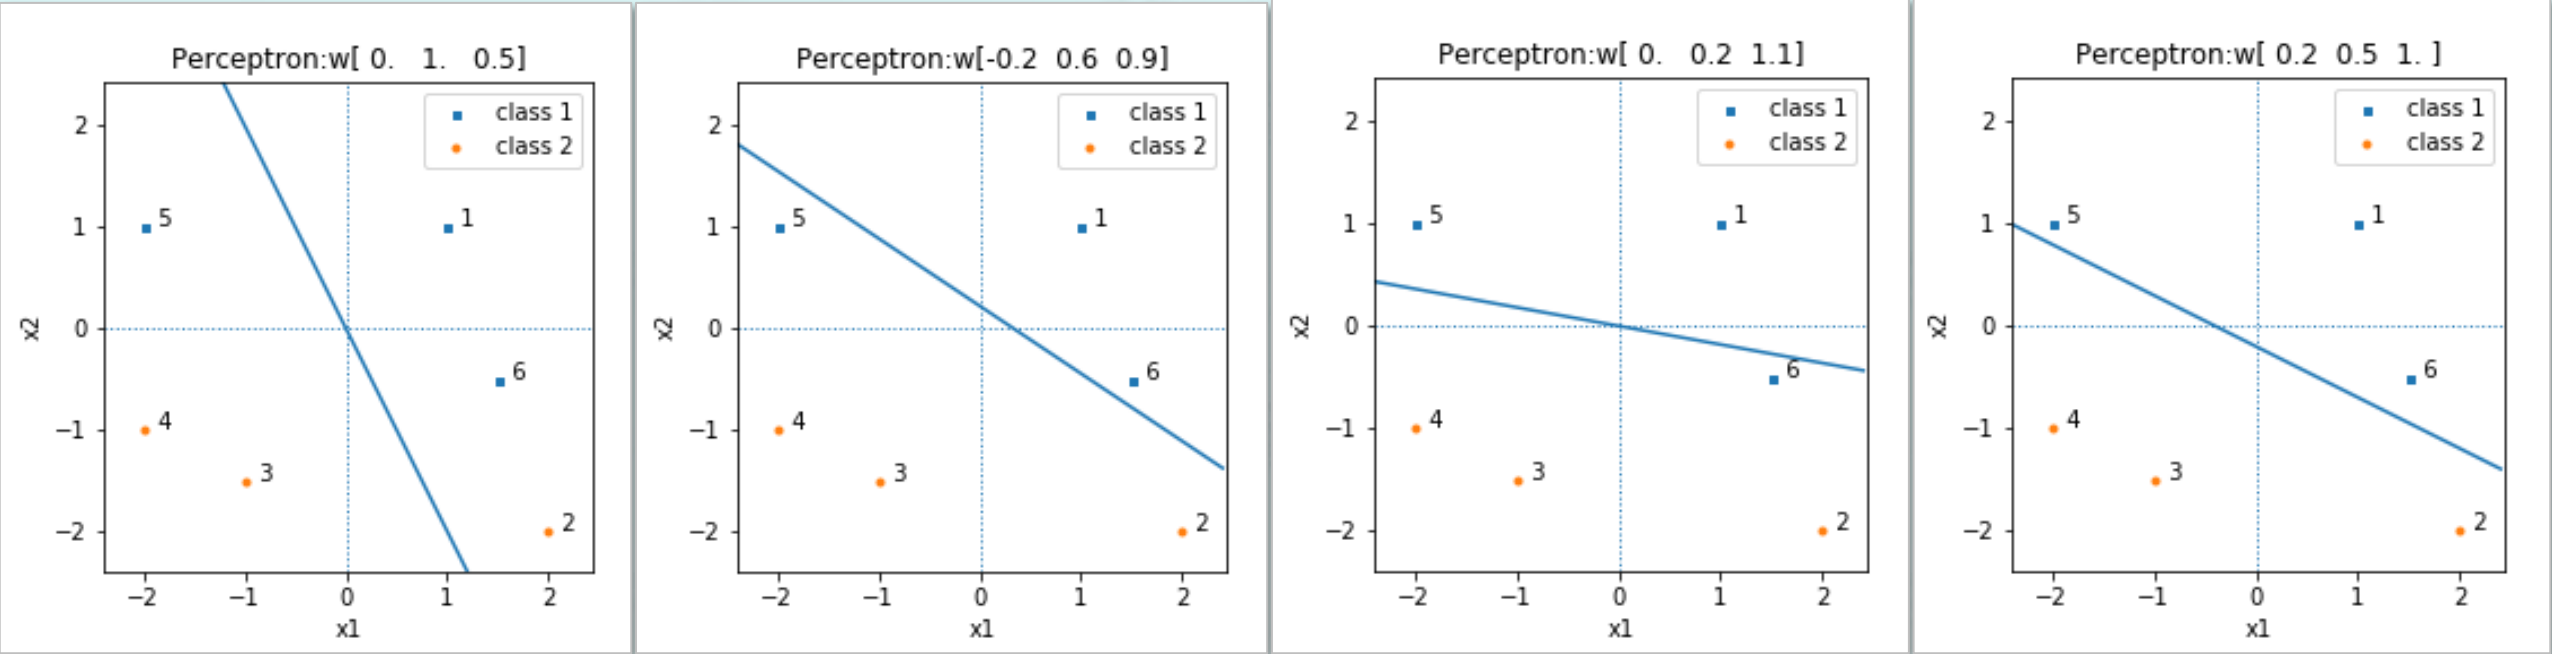 Perceptron:w[ 0. 1. 0.5]
class 1
class 2
2
1
0
−1
−2
x2
5
1
6
4
3
2
−2 −1 0 1 2
x1
Perceptron:w[-0.2 0.6 0.9]
class 1
class 2
2
1
0
−1
−2
x2
5
1
6
4
3
2
−2 −1 0 1 2
x1
Perceptron:w[ 0. 0.2 1.1]
class 1
class 2
2
1
0
−1
−2
x2
5
1
6
4
3
2
−2 −1 0 1 2
x1
Perceptron:w[ 0.2 0.5 1. ]
class 1
class 2
2
1
0
−1
−2
x2
5
1
6
4
3
2
−2 −1 0 1 2
x1